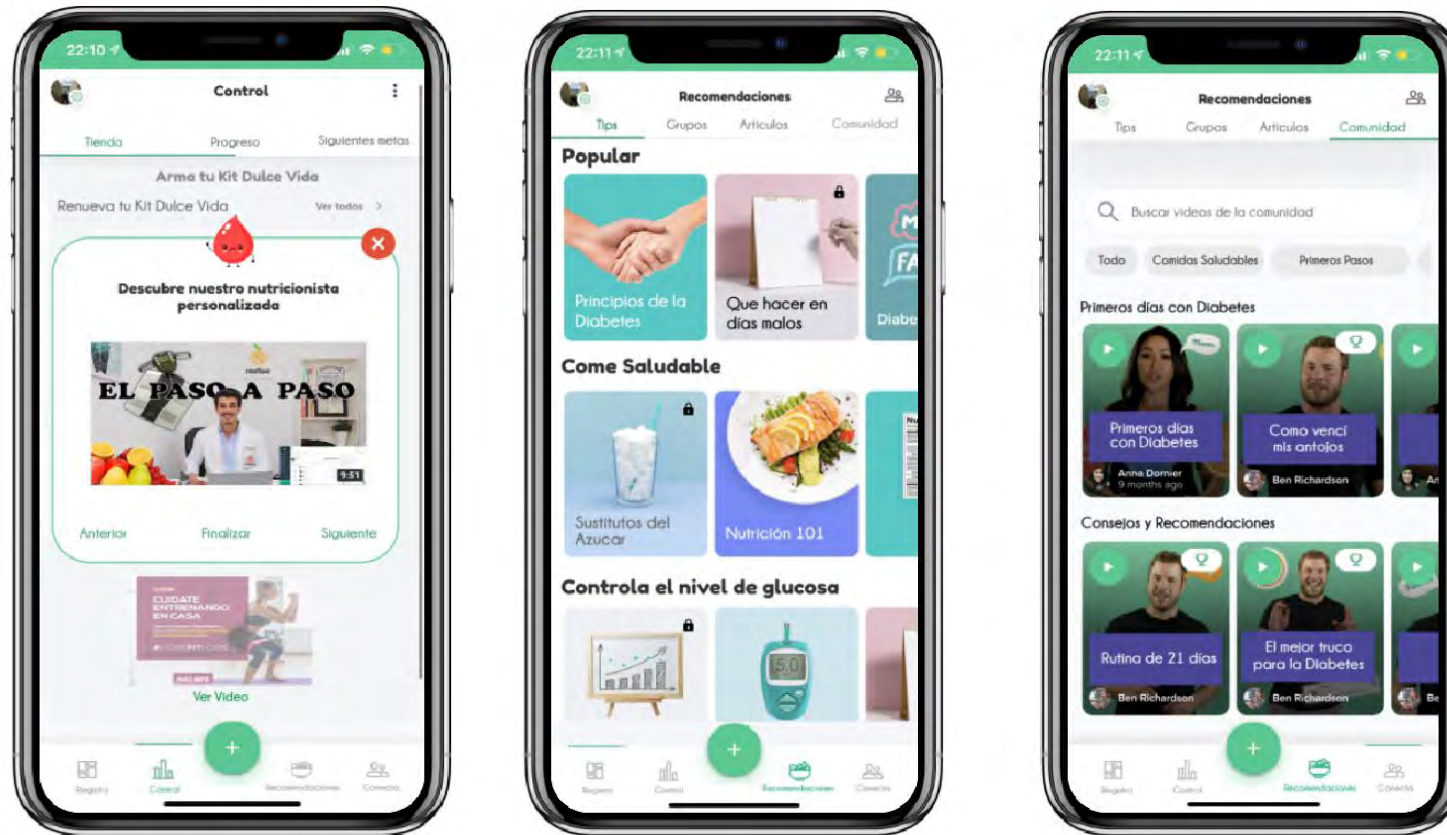 22:10
Control
Tienda
Progreso
Siguientes metas
Arma tu Kit Dulce Vida
Renueva tu Kit Dulce Vida
Ver todos >
Descubre nuestro nutricionista
personalizada
EL PASO A PASO
9:51
Anterior
Finalizar
Siguiente
CUIDATE
ENTRENANDO
EN CASA
Ver Video
+
Registro
Control
Recomendaciones
Conecta
22:11
Recomendaciones
Tips
Grupos
Articulos
Comunidad
Popular
Principios de la
Diabetes
Que hacer en
días malos
Diabe
Come Saludable
Sustitutos del
Azucar
Nutrición 101
Controla el nivel de glucosa
5.0
+
Registro
Control
Recomendaciones
Conecta
22:11
Recomendaciones
Tips
Grupos
Articulos
Comunidad
Buscar videos de la comunidad
Todo
Comidas Saludables
Primeros Pasos
Primeros días con Diabetes
Primeros días
con Diabetes
Anna Dornier
9 months ago
Como vencí
mis antojos
Ben Richardson
An
Consejos y Recomendaciones
Rutina de 21 días
Ben Richardson
El mejor truco
para la Diabetes
Ben Richardson
Be
+
Registro
Control
Recomendaciones
Conecta